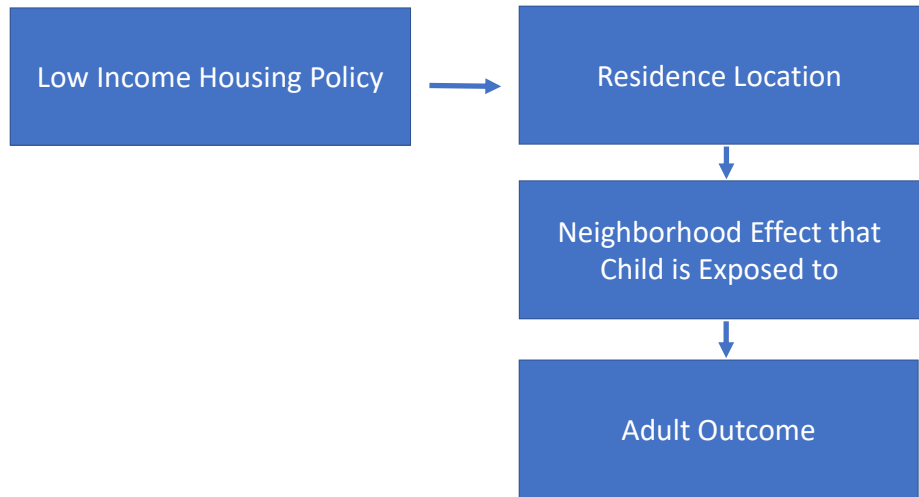 Low Income Housing Policy
Residence Location
Neighborhood Effect that
Child is Exposed to
Adult Outcome